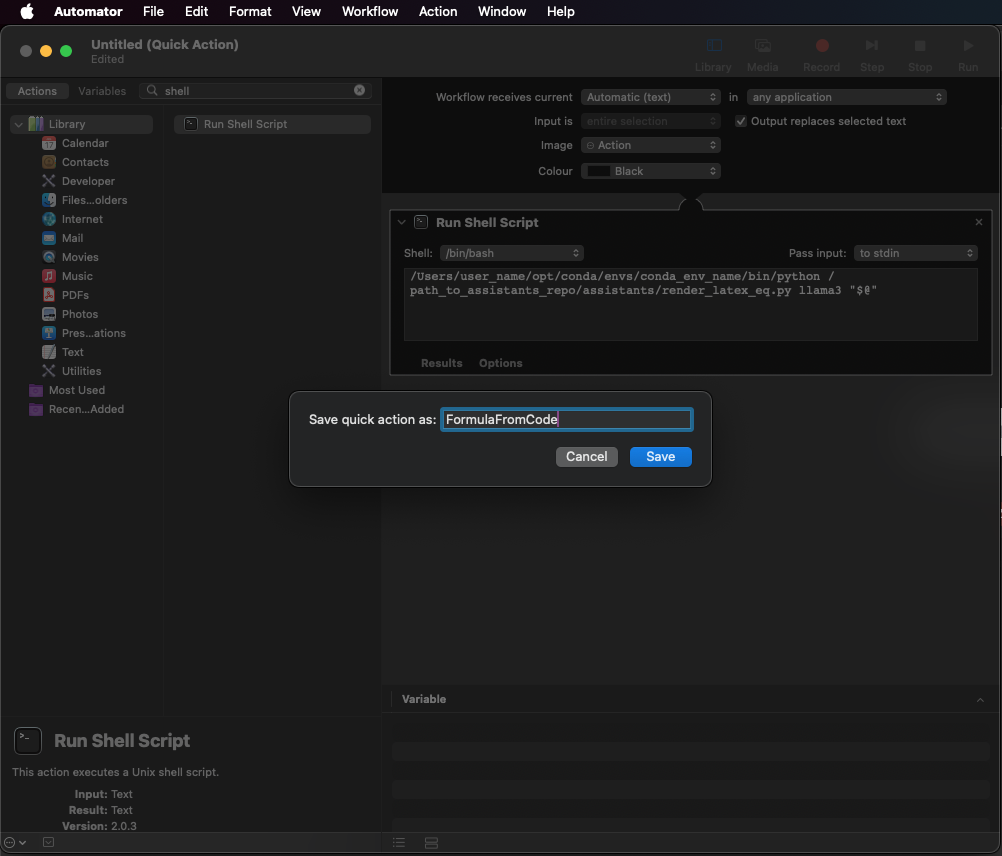 Automator File Edit Format View Workflow Action Window Help
Untitled (Quick Action)
Edited
Library Media Record Step Stop Run
Actions Variables shell
Library
Calendar
Contacts
Developer
Files...olders
Internet
Mail
Movies
Music
PDFs
Photos
Pres...ations
Text
Utilities
Most Used
Recen...Added
Run Shell Script
Workflow receives current Automatic (text) in any application
Input is entire selection Output replaces selected text
Image Action
Colour Black
Run Shell Script
Shell: /bin/bash Pass input: to stdin
/Users/user_name/opt/conda/envs/conda_env_name/bin/python /
path_to_assistants_repo/assistants/render_latex_eq.py llama3 "$@"
Results Options
Save quick action as: FormulaFromCode
Cancel Save
Variable
Run Shell Script
This action executes a Unix shell script.
Input: Text
Result: Text
Version: 2.0.3